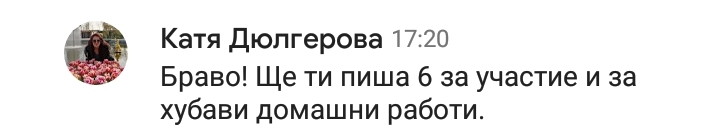 Катя Дюлгерова 17:20
Браво! Ще ти пиша 6 за участие и за
хубави домашни работи.